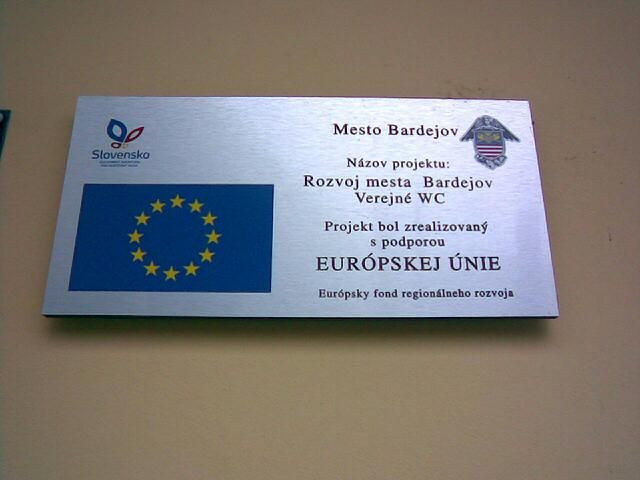 Slovensko
Mesto Bardejov
Názov projektu:
Rozvoj mesta Bardejov
Verejné WC
Projekt bol zrealizovaný
s podporou
EURÓPSKEJ ÚNIE
Európsky fond regionálneho rozvoja